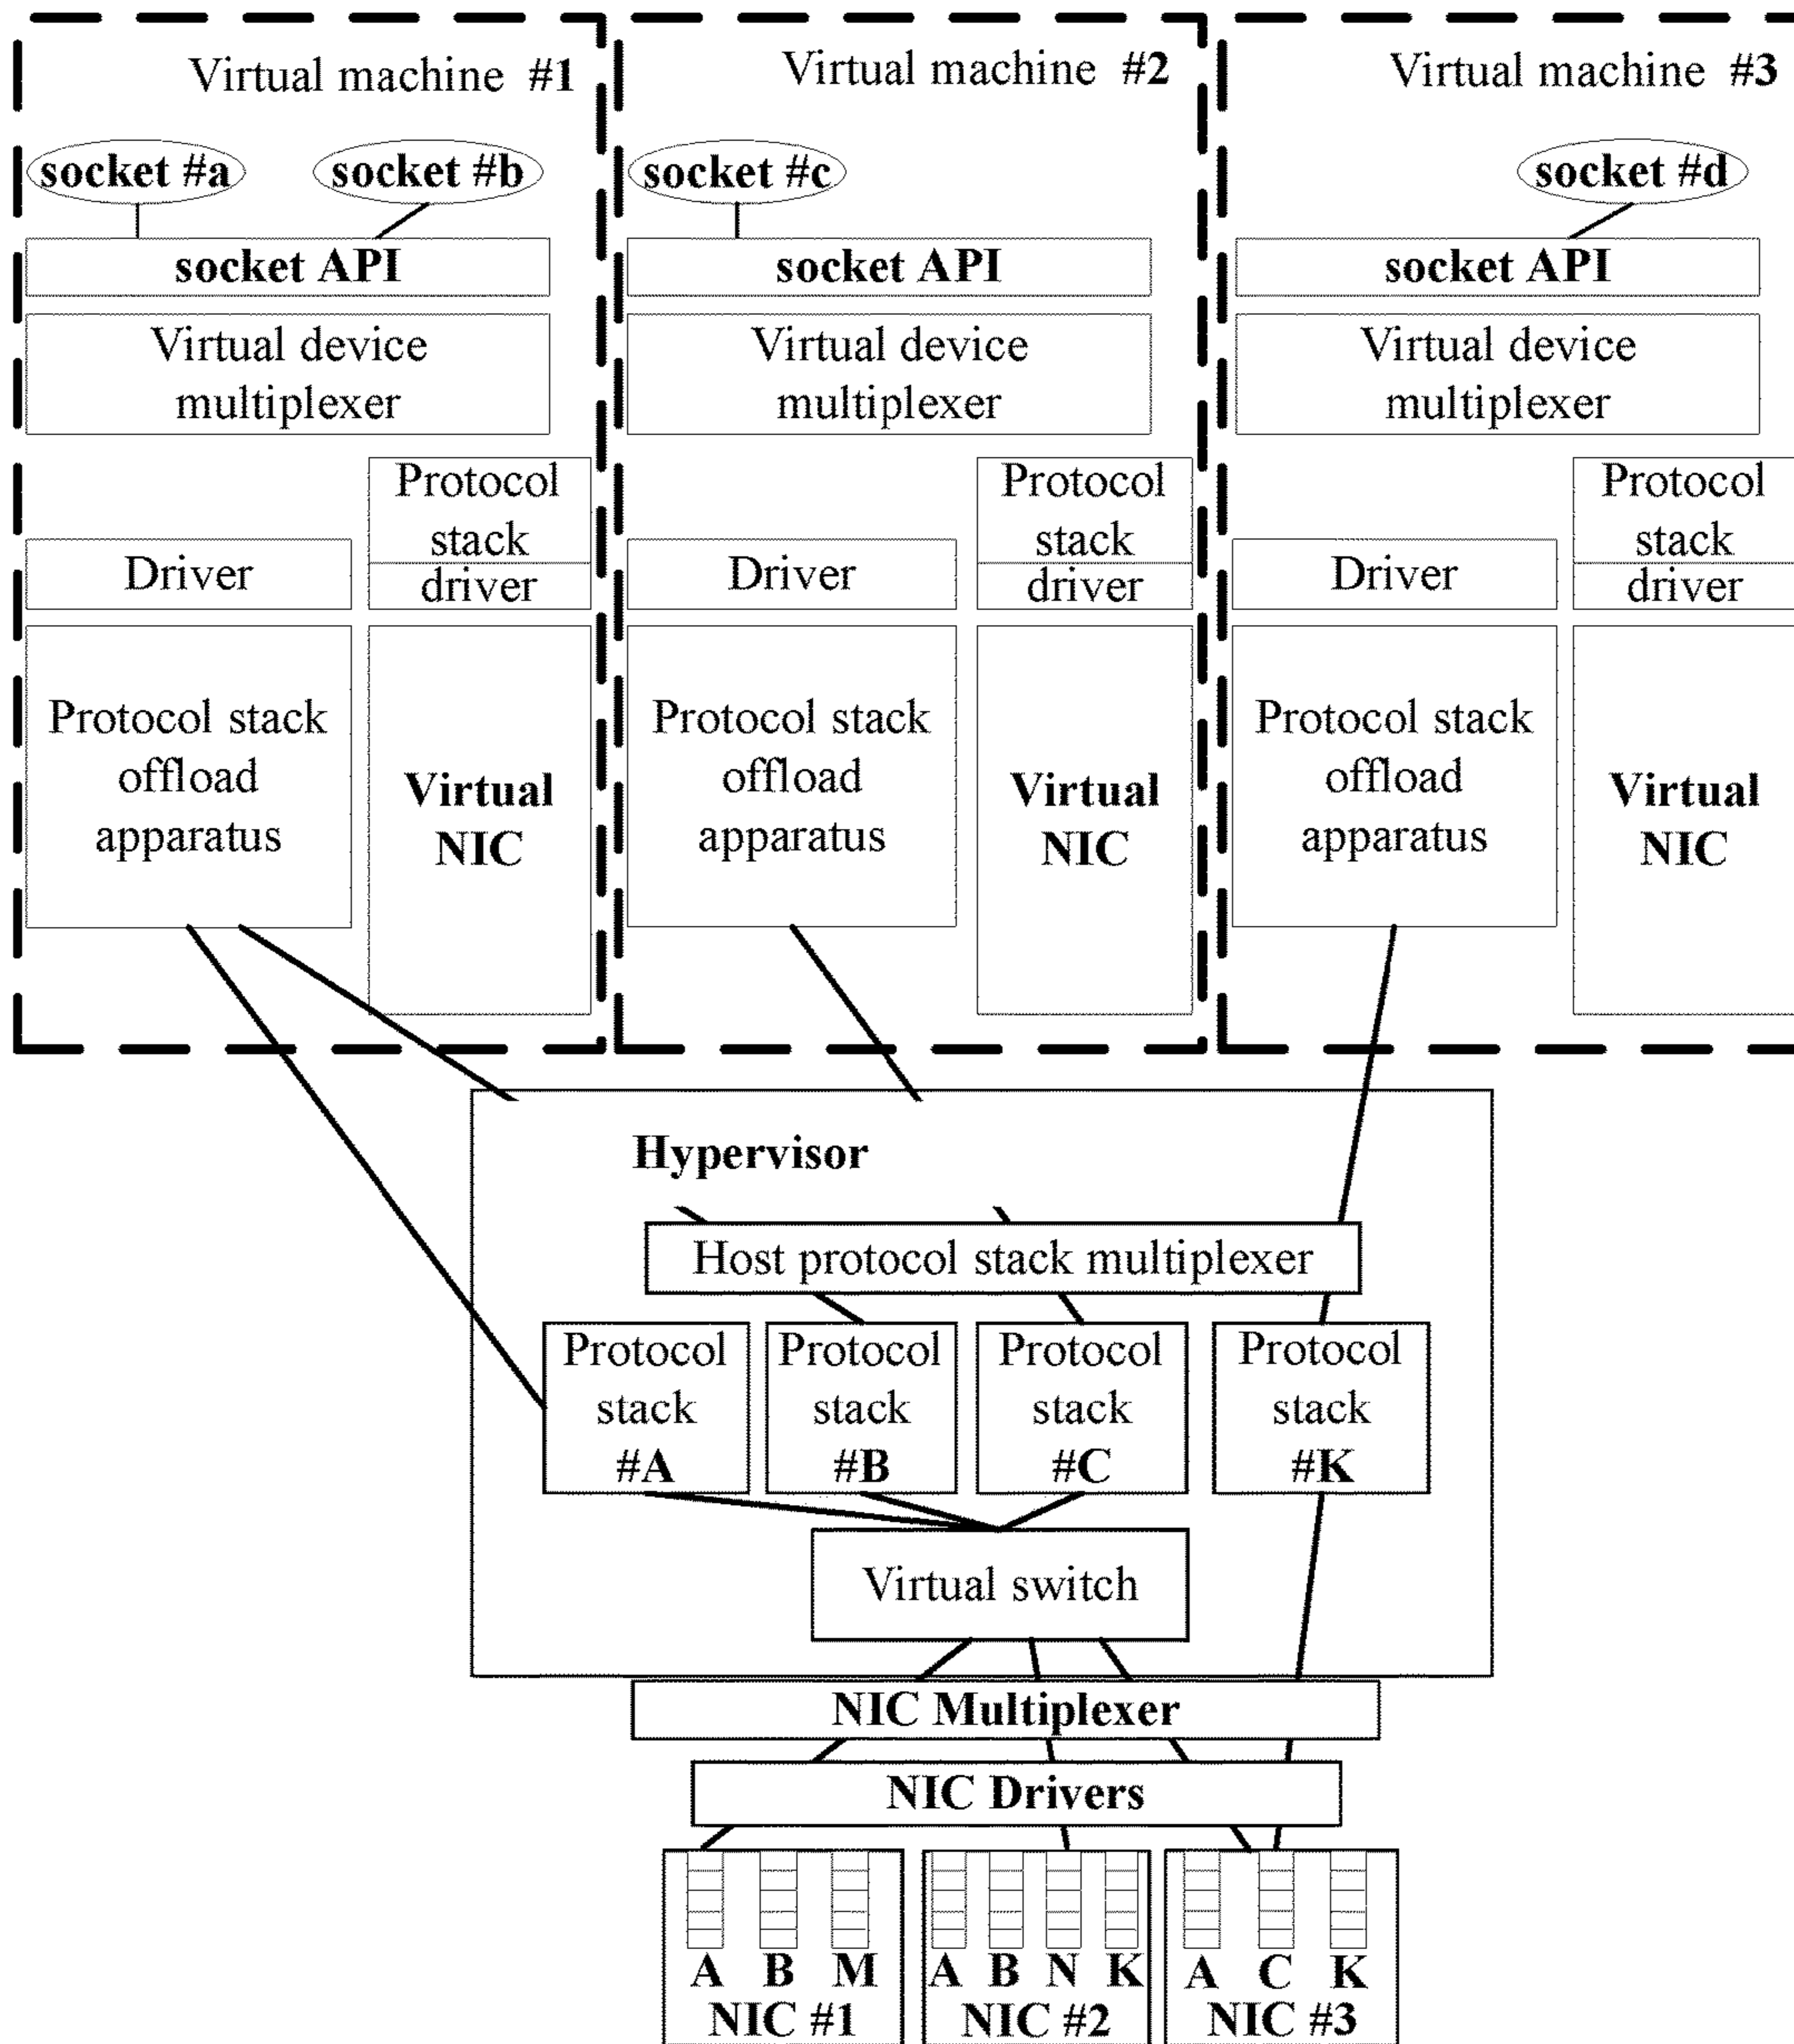 Virtual machine #1
socket #a
socket #b
socket API
Virtual device
multiplexer
Protocol
stack
driver
Driver
Protocol stack
offload
apparatus
Virtual
NIC
Virtual machine #2
socket #c
socket API
Virtual device
multiplexer
Protocol
stack
driver
Driver
Protocol stack
offload
apparatus
Virtual
NIC
Virtual machine #3
socket #d
socket API
Virtual device
multiplexer
Protocol
stack
driver
Driver
Protocol stack
offload
apparatus
Virtual
NIC
Hypervisor
Host protocol stack multiplexer
Protocol
stack
#A
Protocol
stack
#B
Protocol
stack
#C
Protocol
stack
#K
Virtual switch
NIC Multiplexer
NIC Drivers
A B M
NIC #1
A B N K
NIC #2
A C K
NIC #3